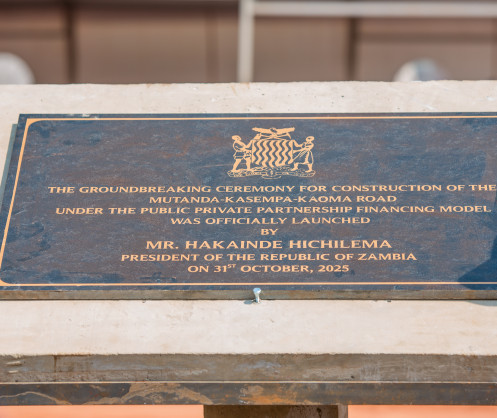 THE GROUNDBREAKING CEREMONY FOR CONSTRUCTION OF THE
MUTANDA-KASEMPA-KAOMA ROAD
UNDER THE PUBLIC PRIVATE PARTNERSHIP FINANCING MODEL
WAS OFFICIALLY LAUNCHED
BY
MR. HAKAINDE HICHILEMA
PRESIDENT OF THE REPUBLIC OF ZAMBIA
ON 31ST OCTOBER, 2025